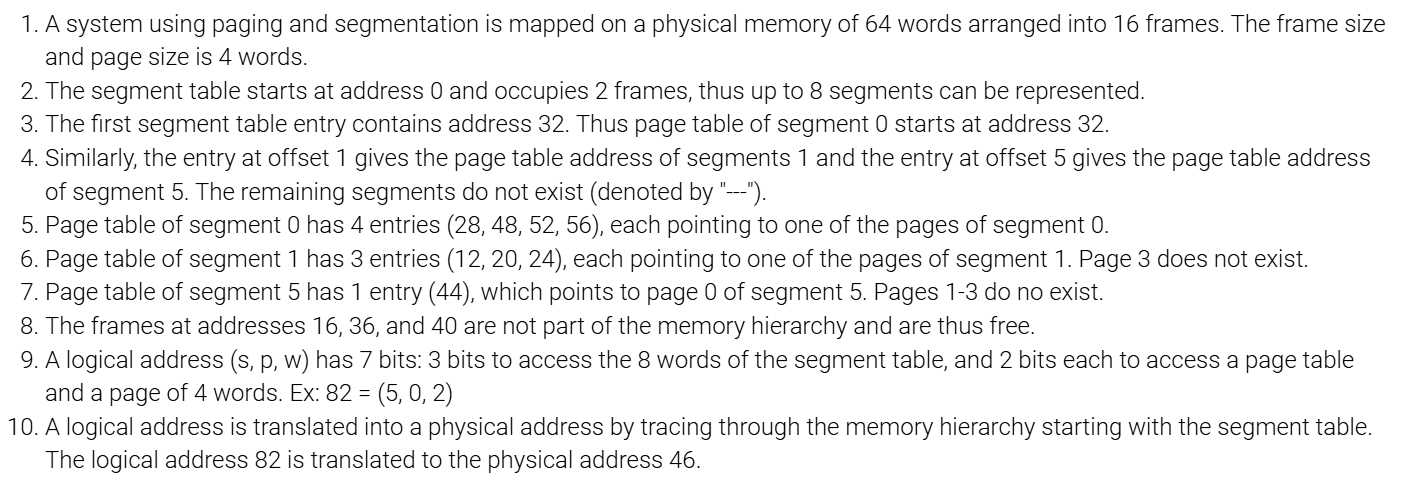 1. A system using paging and segmentation is mapped on a physical memory of 64 words arranged into 16 frames. The frame size
and page size is 4 words.
2. The segment table starts at address 0 and occupies 2 frames, thus up to 8 segments can be represented.
3. The first segment table entry contains address 32. Thus page table of segment 0 starts at address 32.
4. Similarly, the entry at offset 1 gives the page table address of segments 1 and the entry at offset 5 gives the page table address
of segment 5. The remaining segments do not exist (denoted by "---").
5. Page table of segment 0 has 4 entries (28, 48, 52, 56), each pointing to one of the pages of segment 0.
6. Page table of segment 1 has 3 entries (12, 20, 24), each pointing to one of the pages of segment 1. Page 3 does not exist.
7. Page table of segment 5 has 1 entry (44), which points to page 0 of segment 5. Pages 1-3 do no exist.
8. The frames at addresses 16, 36, and 40 are not part of the memory hierarchy and are thus free.
9. A logical address (s, p, w) has 7 bits: 3 bits to access the 8 words of the segment table, and 2 bits each to access a page table
and a page of 4 words. Ex: 82 = (5, 0, 2)
10. A logical address is translated into a physical address by tracing through the memory hierarchy starting with the segment table.
The logical address 82 is translated to the physical address 46.